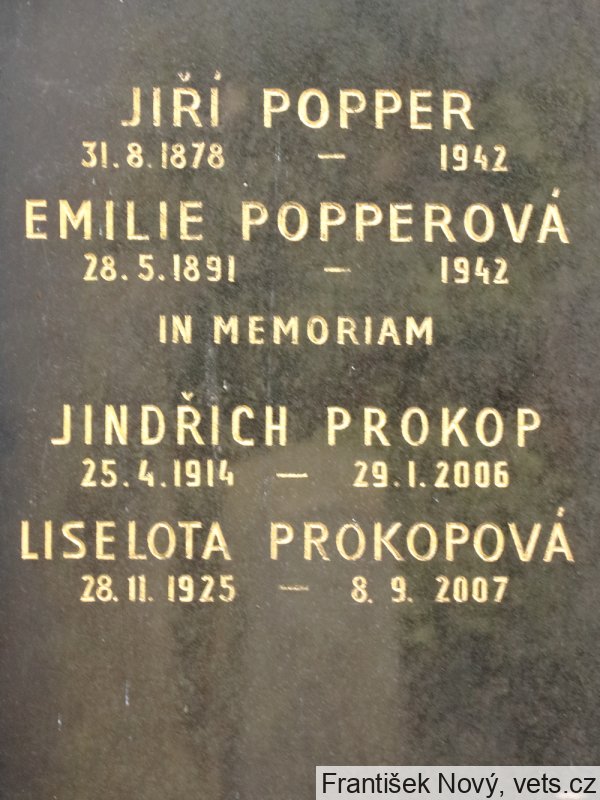 JIŘÍ POPPER
31.8.1878 — 1942
EMILIE POPPEROVÁ
28.5.1891 — 1942
IN MEMORIAM
JINDŘICH PROKOP
25.4.1914 — 29.1.2006
LISELOTA PROKOPOVÁ
28.11.1925 — 8.9.2007
František Nový, vets.cz